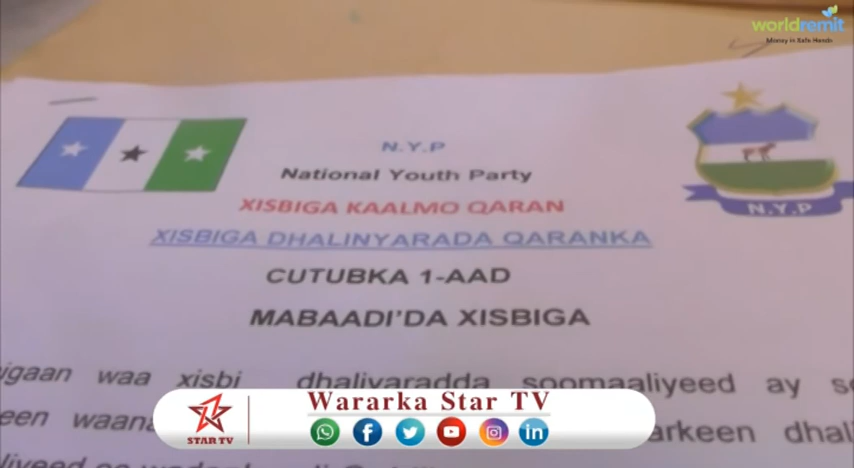 worldremit
Money in Safe Hands
N.Y.P
National Youth Party
XISBIGA KAALMO QARAN
XISBIGA DHALINYARADA QARANKA
CUTUBKA 1-AAD
MABAADI'DA XISBIGA
N.Y.P
waa xisbi dhaliyaradda soomaaliyeed ay
Wararka Star TV
STAR TV